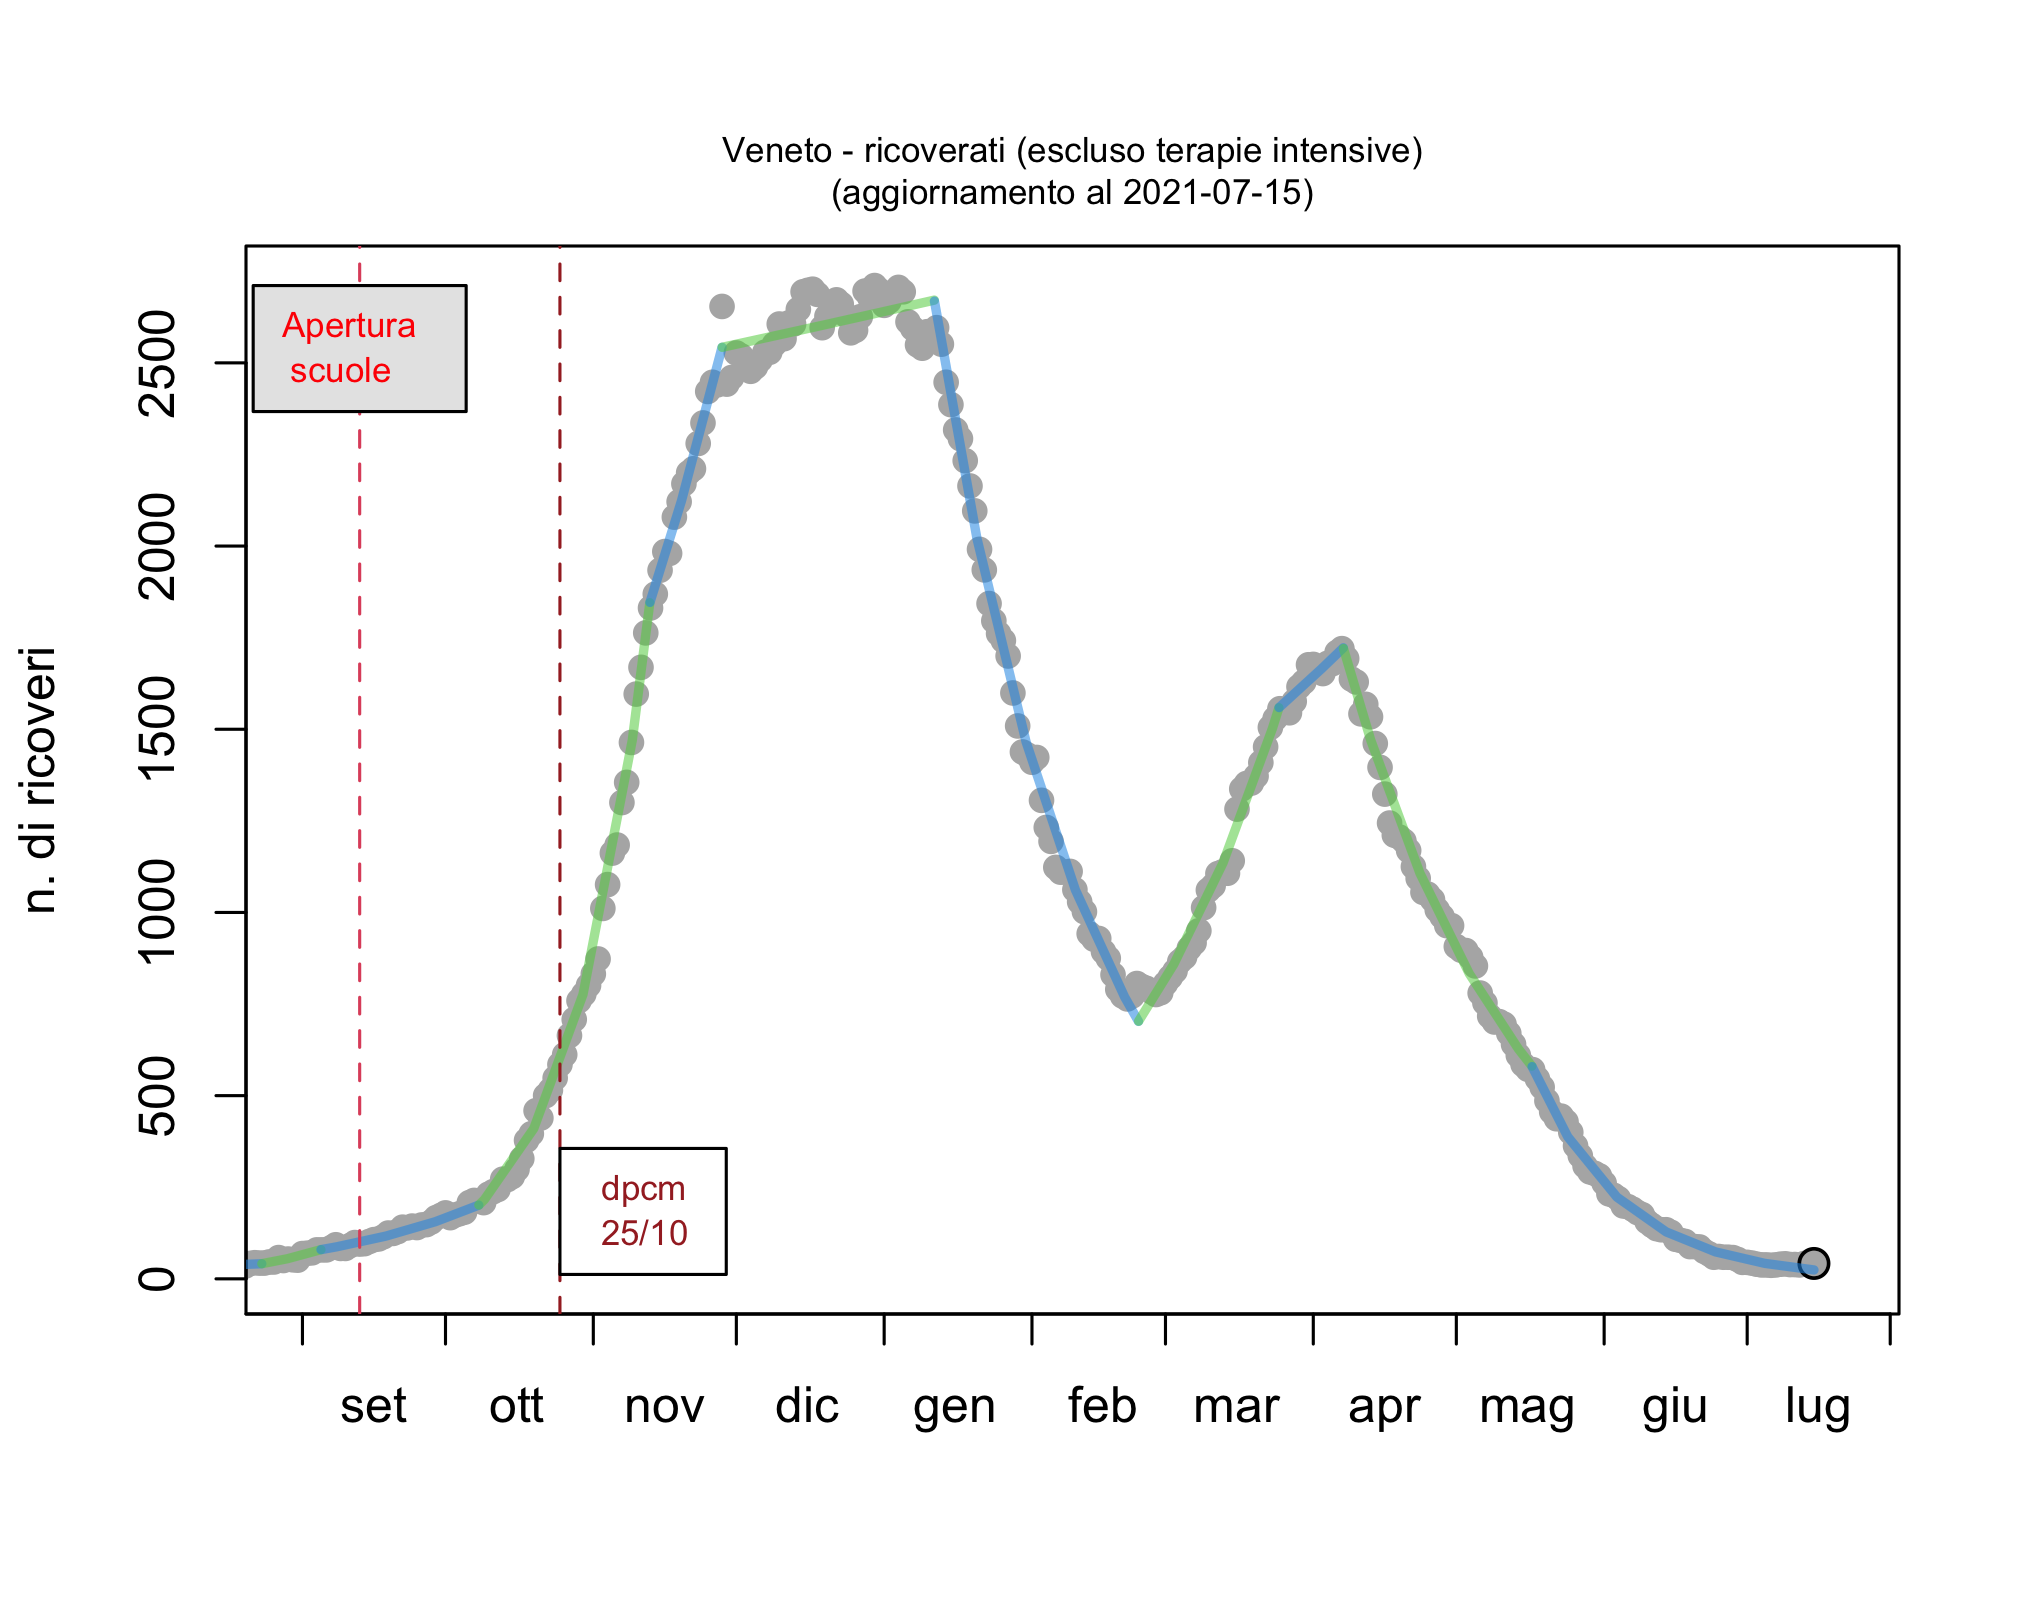 Veneto - ricoverati (escluso terapie intensive)
(aggiornamento al 2021-07-15)
Apertura
scuole
dpcm
25/10
n. di ricoveri
2500
2000
1500
1000
500
0
set ott nov dic gen feb mar apr mag giu lug